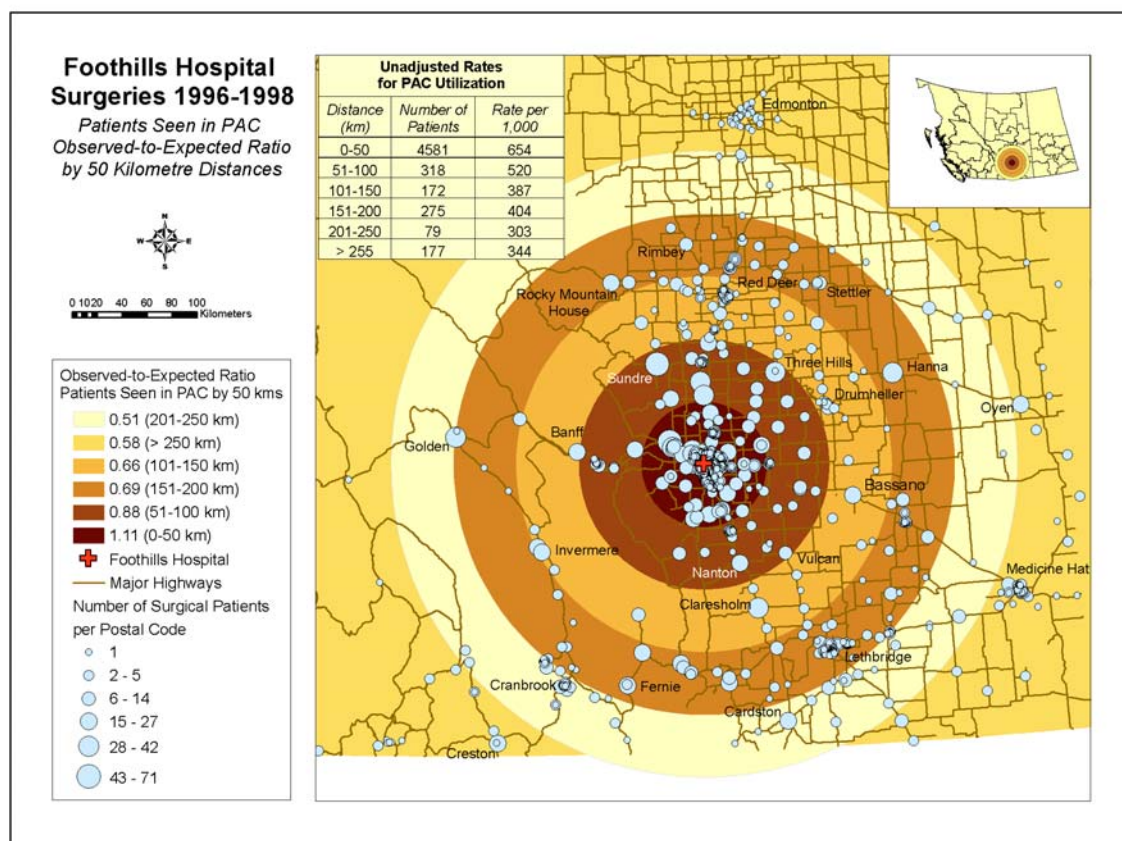 Foothills Hospital
Surgeries 1996-1998
Patients Seen in PAC
Observed-to-Expected Ratio
by 50 Kilometre Distances
N
W E
S
0 10 20 40 60 80 100
Kilometers
Observed-to-Expected Ratio
Patients Seen in PAC by 50 kms
0.51 (201-250 km)
0.58 (> 250 km)
0.66 (101-150 km)
0.69 (151-200 km)
0.88 (51-100 km)
1.11 (0-50 km)
Foothills Hospital
Major Highways
Number of Surgical Patients
per Postal Code
1
2 - 5
6 - 14
15 - 27
28 - 42
43 - 71
Unadjusted Rates
for PAC Utilization
Distance (km) Number of Patients Rate per 1,000
0-50 4581 654
51-100 318 520
101-150 172 387
151-200 275 404
201-250 79 303
> 255 177 344
Edmonton
Rimbey
Red Deer
Rocky Mountain
House
Stettler
Sundre
Three Hills
Hanna
Drumheller
Oyen
Banff
Golden
Bassano
Invermere
Nanton
Vulcan
Medicine Hat
Claresholm
Lethbridge
Cranbrook
Fernie
Cardston
Creston